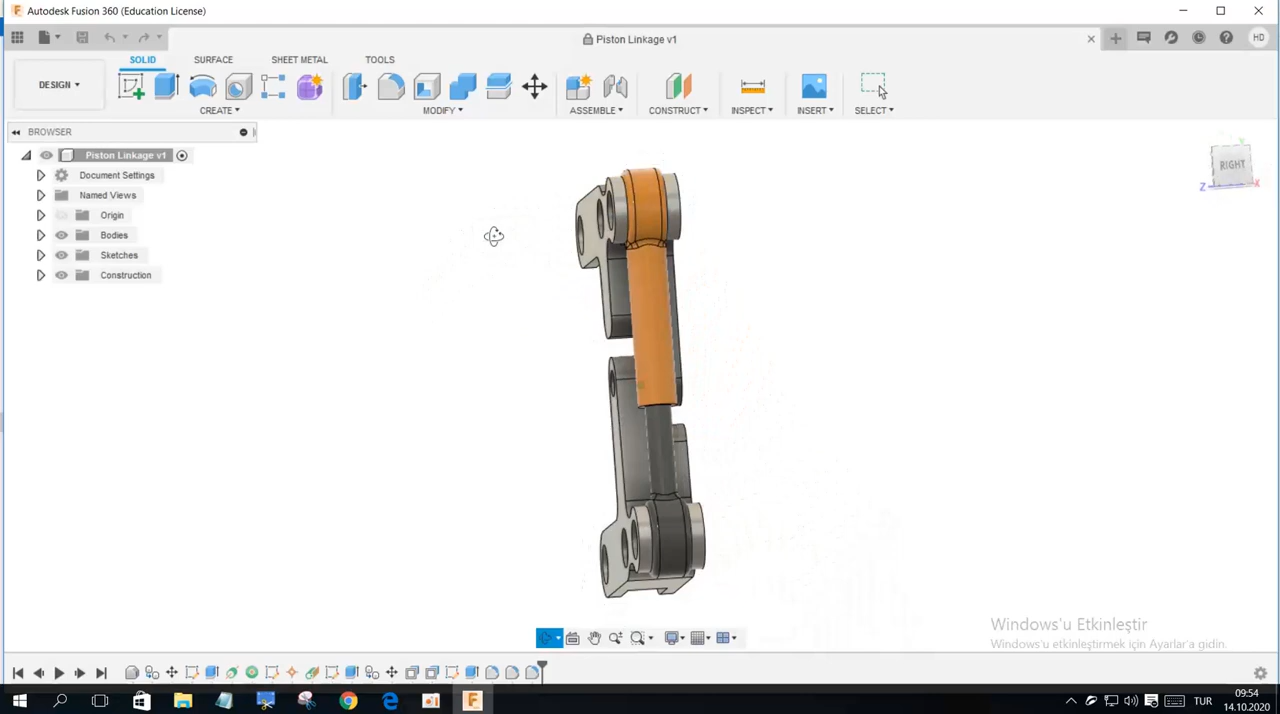 Autodesk Fusion 360 (Education License)
Piston Linkage v1
HD
SOLID SURFACE SHEET METAL TOOLS
DESIGN
CREATE MODIFY ASSEMBLE CONSTRUCT INSPECT INSERT SELECT
BROWSER
Piston Linkage v1
Document Settings
Named Views
Origin
Bodies
Sketches
Construction
RIGHT
Z X
Windows'u Etkinleştir
Windows'u etkinleştirmek için Ayarlar'a gidin.
TUR
09:54
14.10.2020